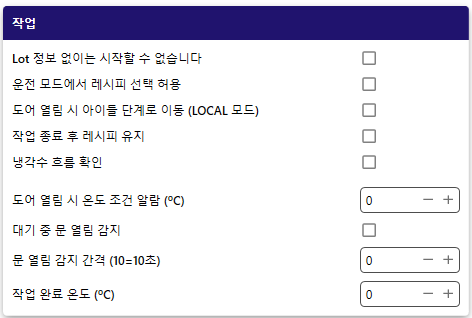 작업
Lot 정보 없이는 시작할 수 없습니다
운전 모드에서 레시피 선택 허용
도어 열림 시 아이들 단계로 이동 (LOCAL 모드)
작업 종료 후 레시피 유지
냉각수 흐름 확인
도어 열림 시 온도 조건 알람 (ºC) 0
대기 중 문 열림 감지
문 열림 감지 간격 (10=10초) 0
작업 완료 온도 (ºC) 0